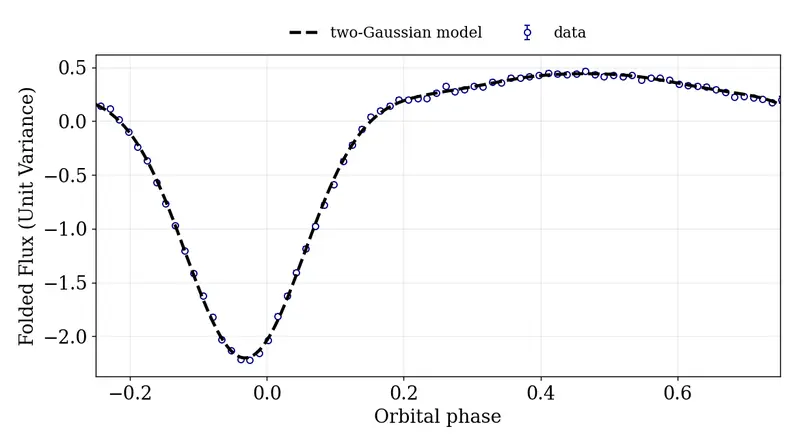 two-Gaussian model
data
Folded Flux (Unit Variance)
0.5
0.0
−0.5
−1.0
−1.5
−2.0
−0.2
0.0
0.2
0.4
0.6
Orbital phase